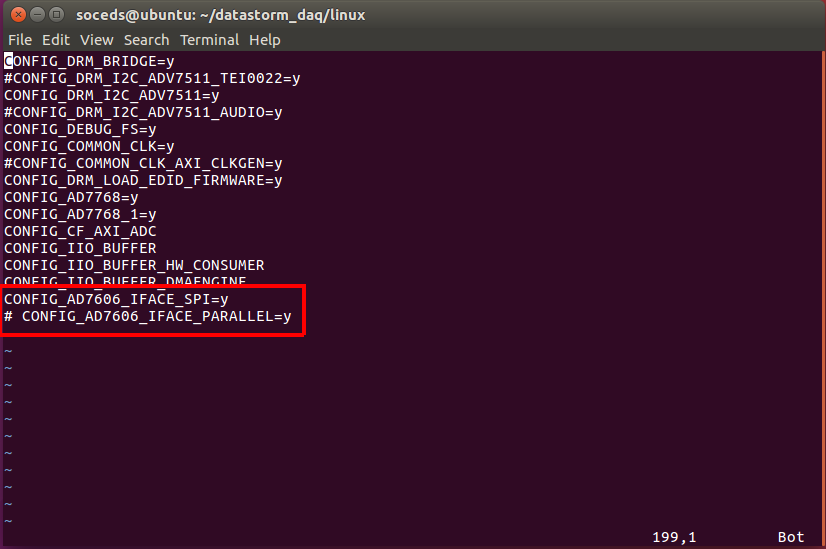 soceds@ubuntu: ~/datastorm_daq/linux
File Edit View Search Terminal Help
CONFIG_DRM_BRIDGE=y
#CONFIG_DRM_I2C_ADV7511_TEI0022=y
CONFIG_DRM_I2C_ADV7511=y
#CONFIG_DRM_I2C_ADV7511_AUDIO=y
CONFIG_DEBUG_FS=y
CONFIG_COMMON_CLK=y
#CONFIG_COMMON_CLK_AXI_CLKGEN=y
CONFIG_DRM_LOAD_EDID_FIRMWARE=y
CONFIG_AD7768=y
CONFIG_AD7768_1=y
CONFIG_CF_AXI_ADC
CONFIG_IIO_BUFFER
CONFIG_IIO_BUFFER_HW_CONSUMER
CONFIG_IIO_BUFFER_DMAENGINE
CONFIG_AD7606_IFACE_SPI=y
# CONFIG_AD7606_IFACE_PARALLEL=y
~
~
~
~
~
~
~
~
~
~
~
199,1 Bot